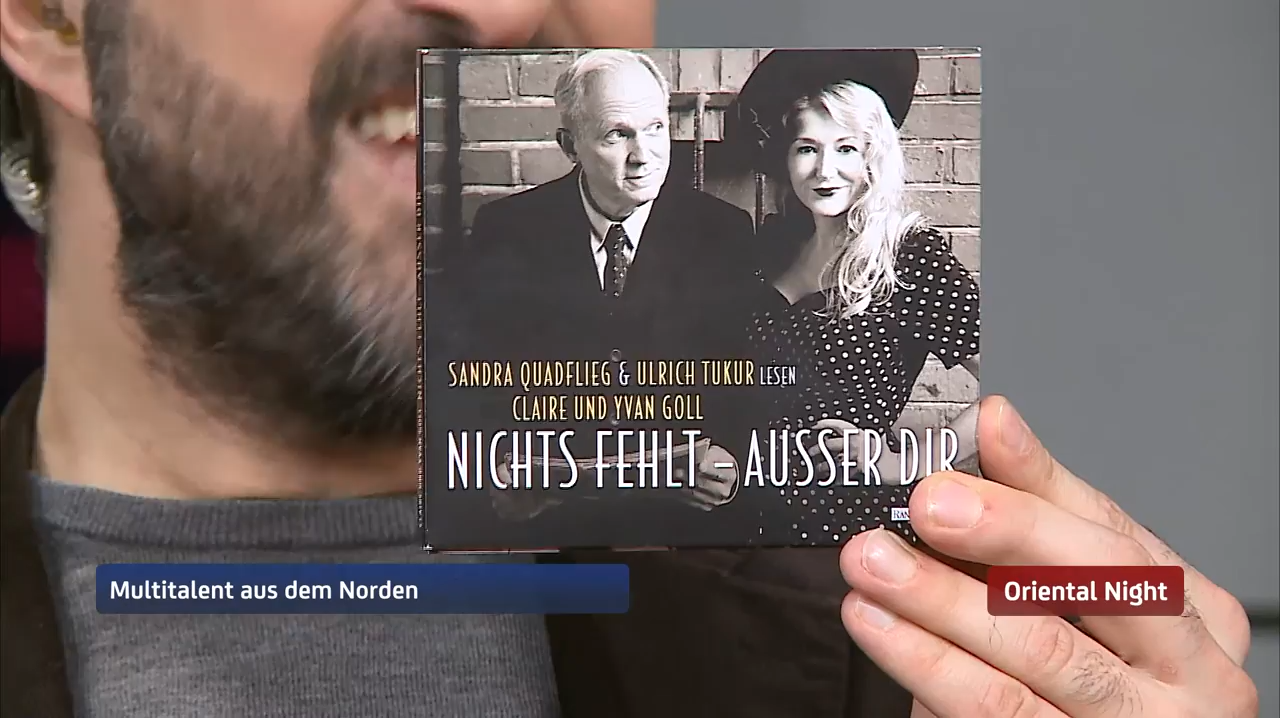 SANDRA QUADFLIEG & ULRICH TUKUR LESEN
CLAIRE UND YVAN GOLL
NICHTS FEHLT – AUSSER DIR
Multitalent aus dem Norden
Oriental Night